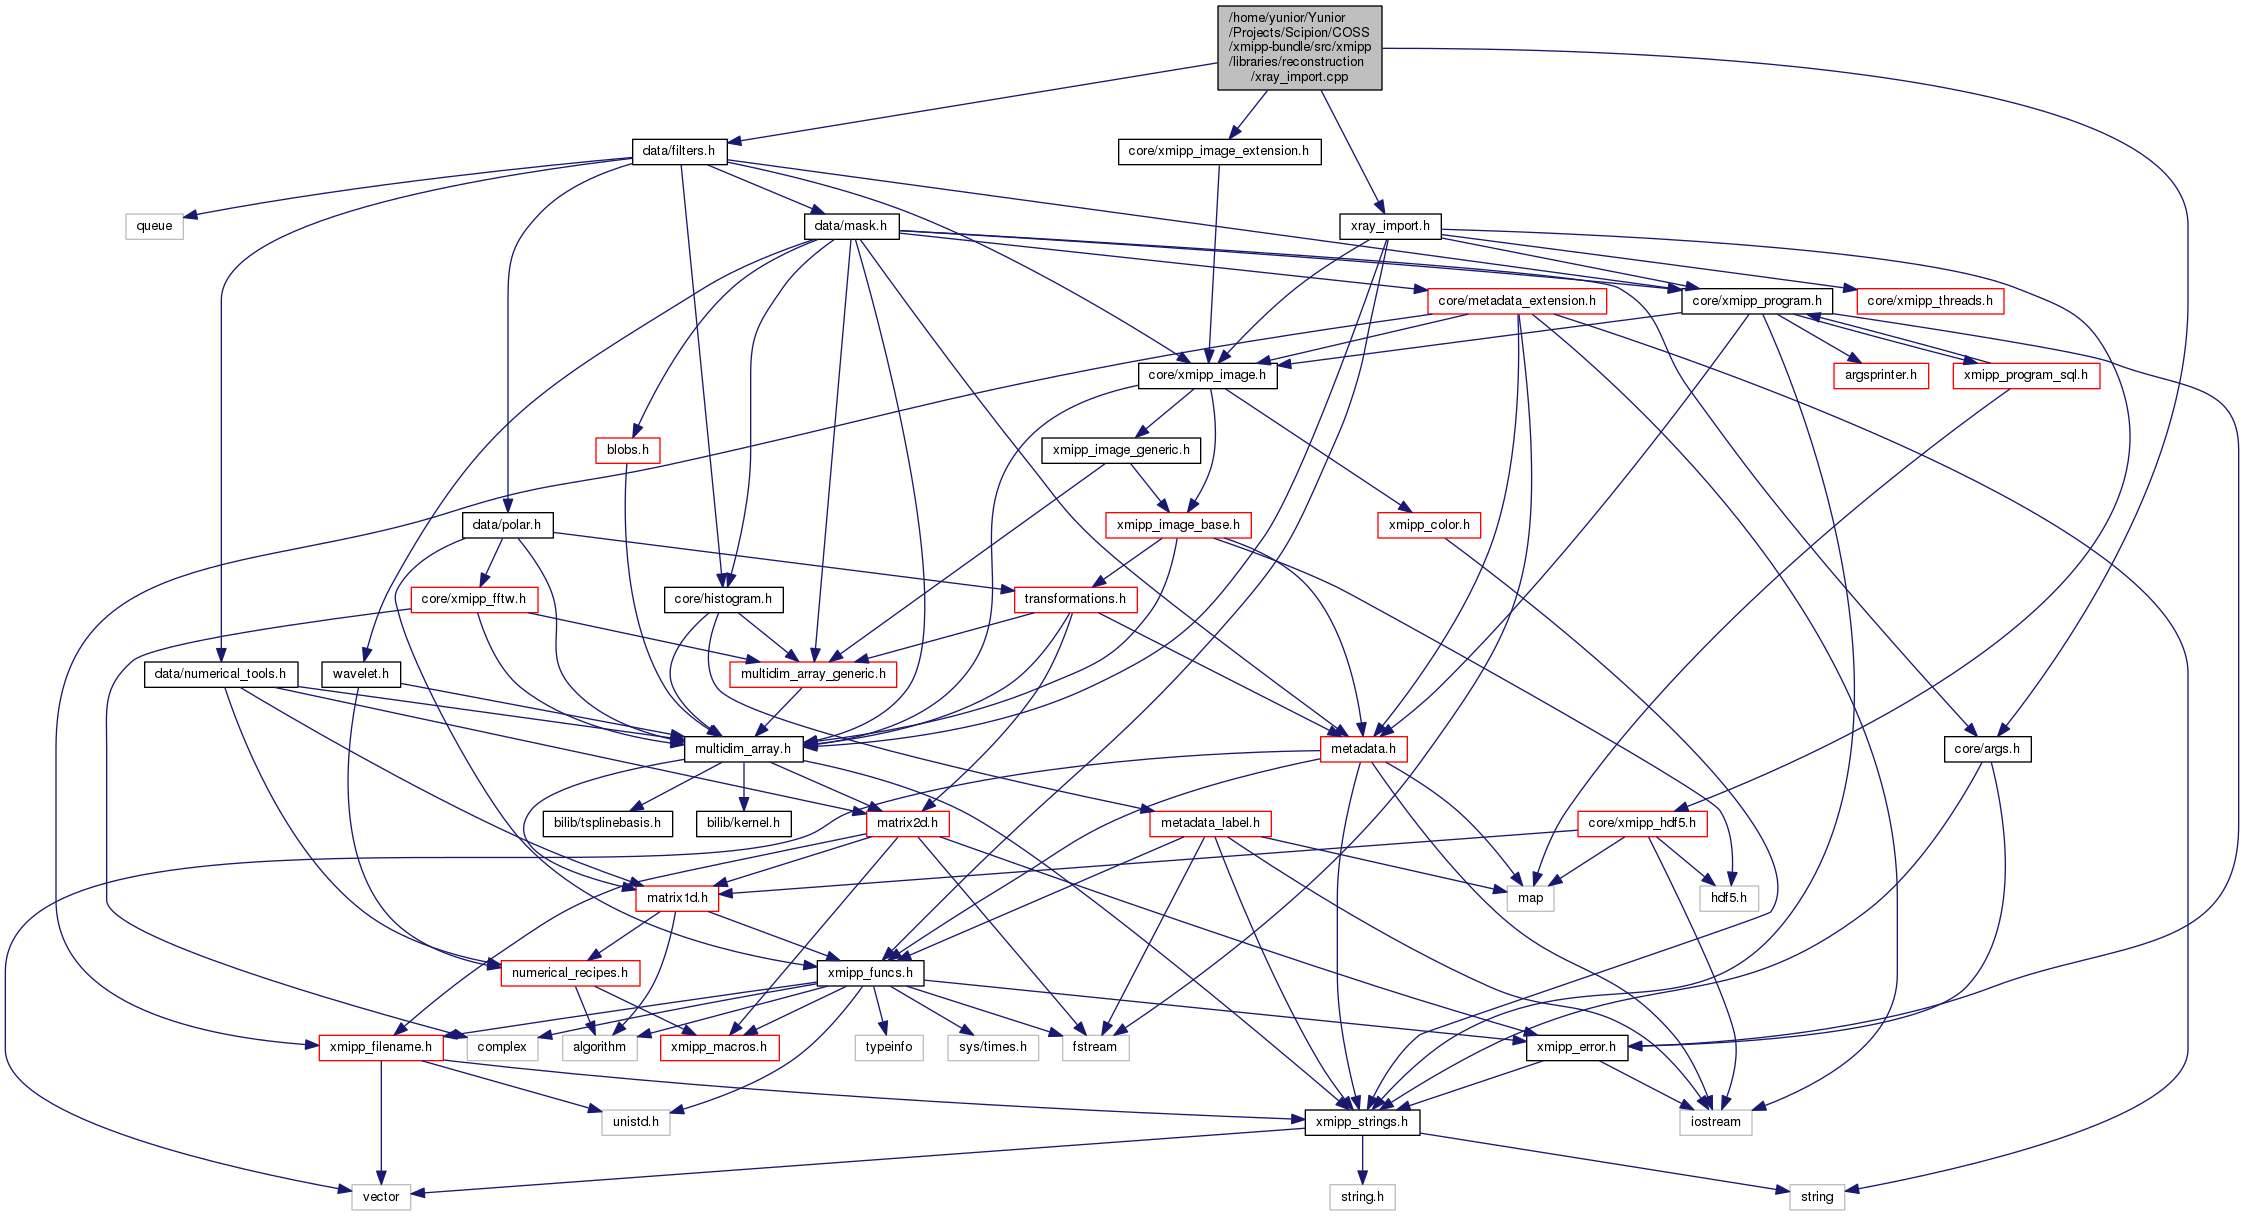 /home/yunior/Yunior
/Projects/Scipion/COSS
/xmipp-bundle/src/xmipp
/libraries/reconstruction
/xray_import.cpp
data/filters.h
core/xmipp_image_extension.h
queue
data/mask.h
xray_import.h
core/metadata_extension.h
core/xmipp_program.h
core/xmipp_threads.h
core/xmipp_image.h
argsprinter.h
xmipp_program_sql.h
blobs.h
xmipp_image_generic.h
data/polar.h
xmipp_image_base.h
xmipp_color.h
core/xmipp_fftw.h
core/histogram.h
transformations.h
data/numerical_tools.h
wavelet.h
multidim_array_generic.h
multidim_array.h
metadata.h
core/args.h
bilib/tsplinebasis.h
bilib/kernel.h
matrix2d.h
metadata_label.h
core/xmipp_hdf5.h
matrix1d.h
map
hdf5.h
numerical_recipes.h
xmipp_funcs.h
xmipp_filename.h
complex
algorithm
xmipp_macros.h
typeinfo
sys/times.h
fstream
xmipp_error.h
unistd.h
xmipp_strings.h
iostream
vector
string.h
string